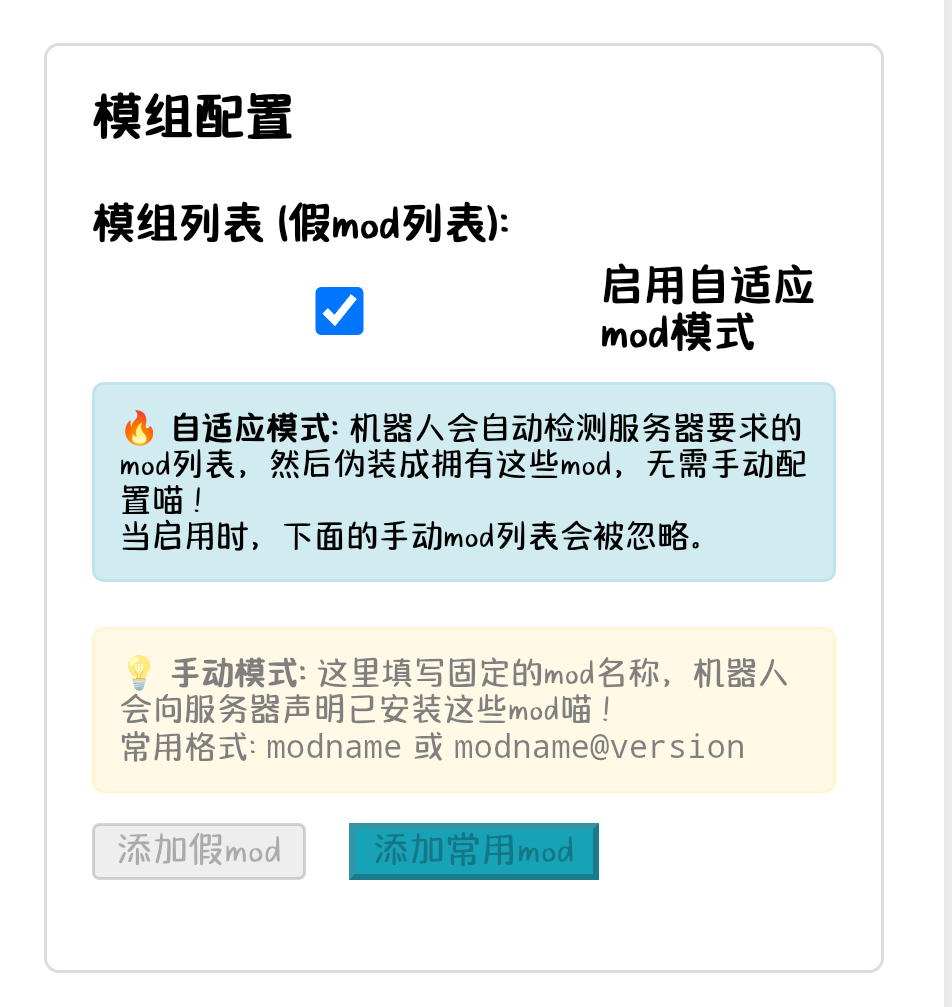 模组配置
模组列表 (假mod列表):
启用自适应
mod模式
🔥 自适应模式: 机器人会自动检测服务器要求的
mod列表，然后伪装成拥有这些mod，无需手动配
置喵！
当启用时，下面的手动mod列表会被忽略。
💡 手动模式: 这里填写固定的mod名称，机器人
会向服务器声明已安装这些mod喵！
常用格式: modname 或 modname@version
添加假mod 添加常用mod